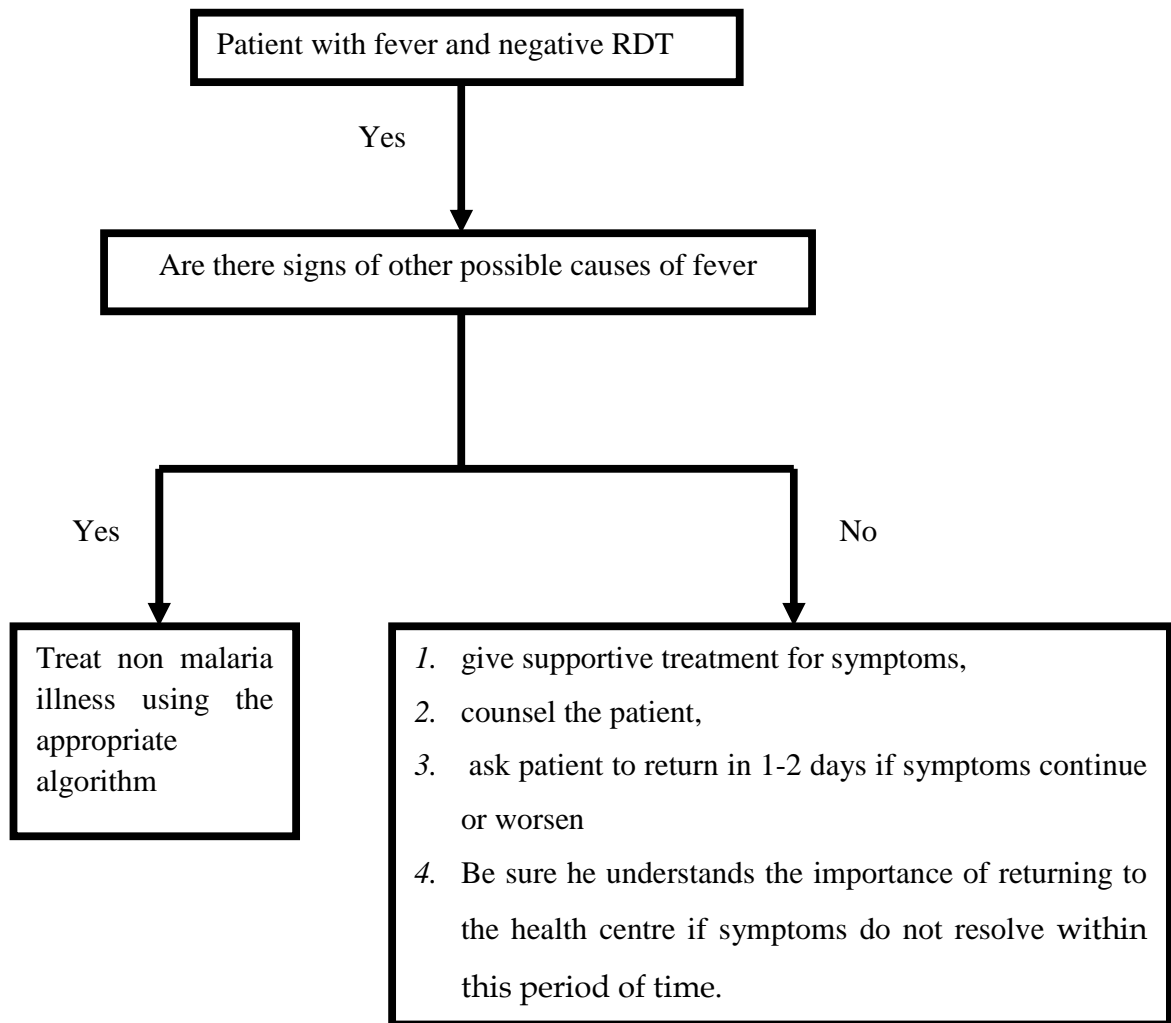 Patient with fever and negative RDT
Yes
Are there signs of other possible causes of fever
Yes
No
Treat non malaria
illness using the
appropriate
algorithm
1. give supportive treatment for symptoms,
2. counsel the patient,
3. ask patient to return in 1-2 days if symptoms continue
or worsen
4. Be sure he understands the importance of returning to
the health centre if symptoms do not resolve within
this period of time.